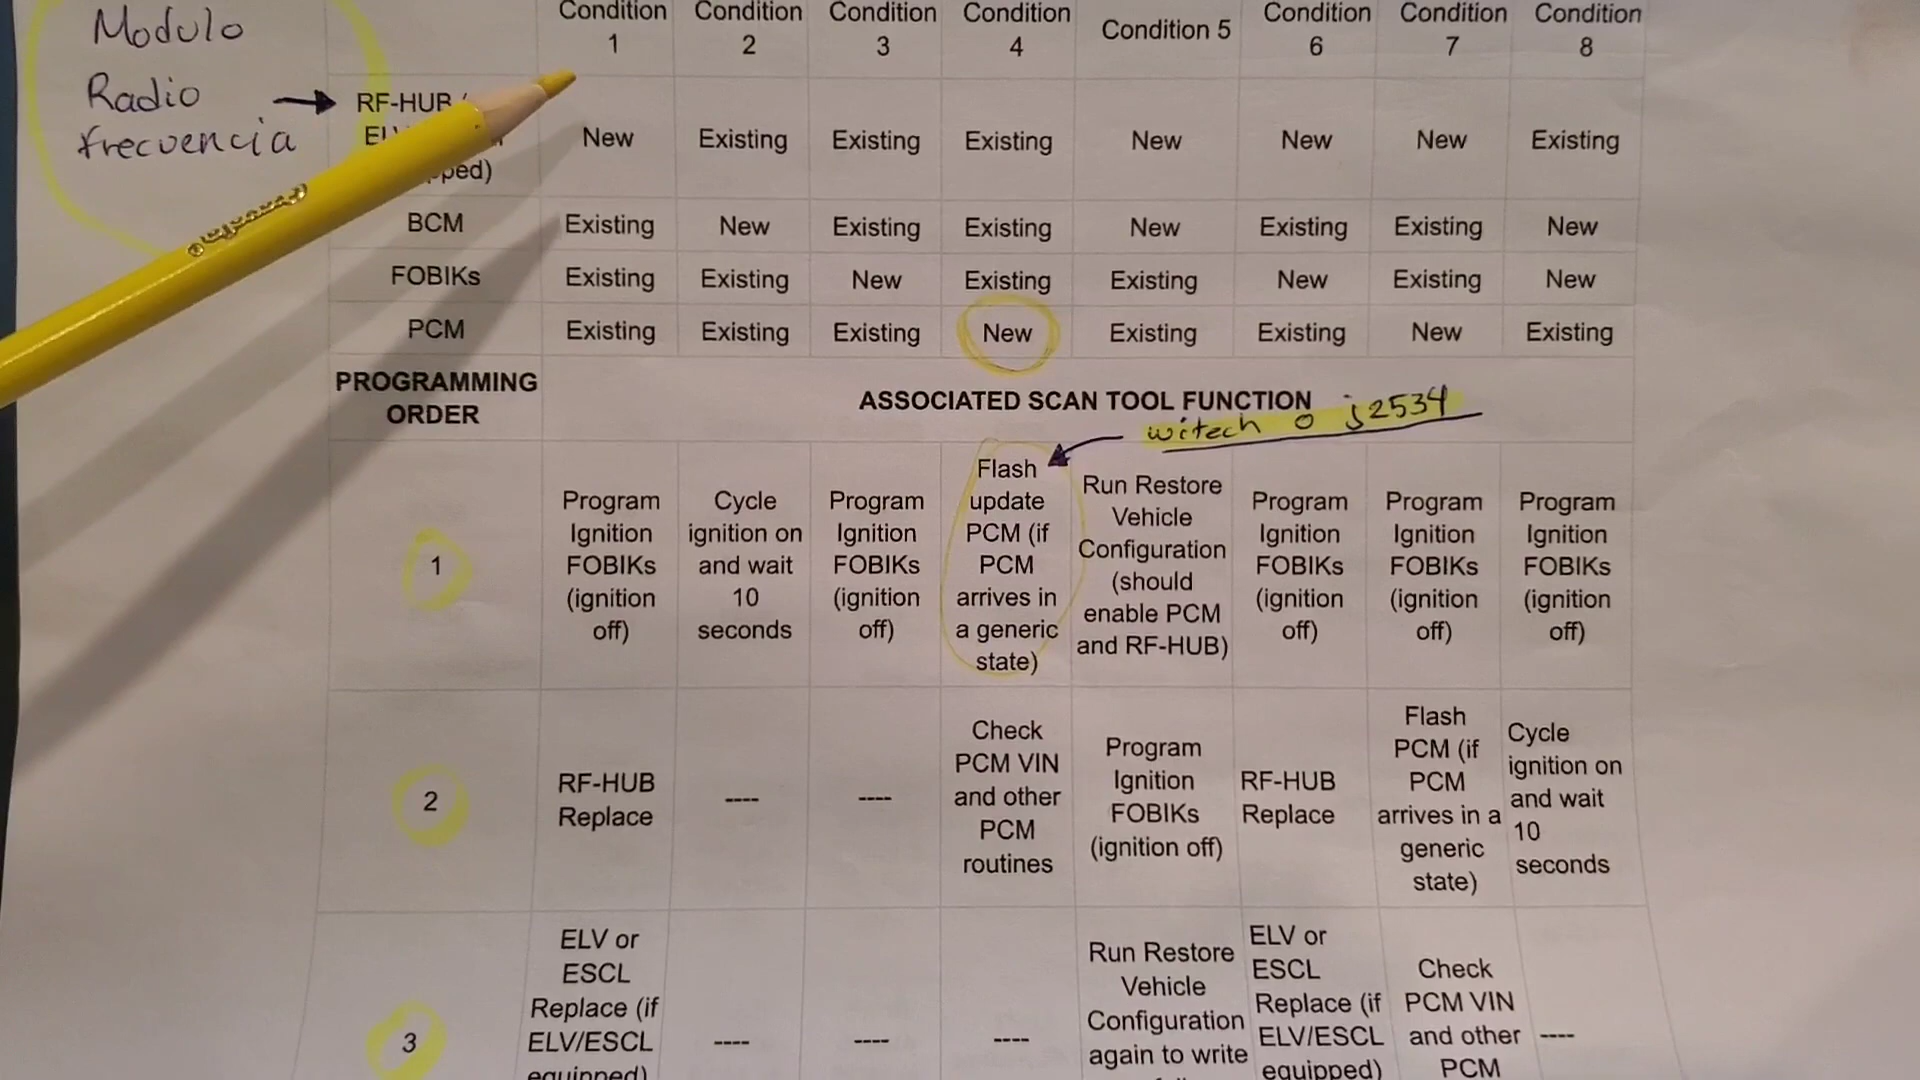 Modulo
Radio
frecuencia
Condition 1
Condition 2
Condition 3
Condition 4
Condition 5
Condition 6
Condition 7
Condition 8
RF-HUB
New
Existing
Existing
Existing
New
New
New
Existing
BCM
Existing
New
Existing
Existing
New
Existing
Existing
New
FOBIKs
Existing
Existing
New
Existing
Existing
New
Existing
New
PCM
Existing
Existing
Existing
New
Existing
Existing
New
Existing
PROGRAMMING
ORDER
ASSOCIATED SCAN TOOL FUNCTION
witech o j2534
1
Program
Ignition
FOBIKs
(ignition
off)
Cycle
ignition on
and wait
10
seconds
Program
Ignition
FOBIKs
(ignition
off)
Flash
update
PCM (if
PCM
arrives in
a generic
state)
Run Restore
Vehicle
Configuration
(should
enable PCM
and RF-HUB)
Program
Ignition
FOBIKs
(ignition
off)
Program
Ignition
FOBIKs
(ignition
off)
Program
Ignition
FOBIKs
(ignition
off)
2
RF-HUB
Replace
----
----
Check
PCM VIN
and other
PCM
routines
Program
Ignition
FOBIKs
(ignition off)
RF-HUB
Replace
Flash
PCM (if
PCM
arrives in a
generic
state)
Cycle
ignition on
and wait
10
seconds
3
ELV or
ESCL
Replace (if
ELV/ESCL
equipped)
----
----
----
Run Restore
Vehicle
Configuration
again to write
ELV or
ESCL
Replace (if
ELV/ESCL
equipped)
Check
PCM VIN
and other
PCM
----